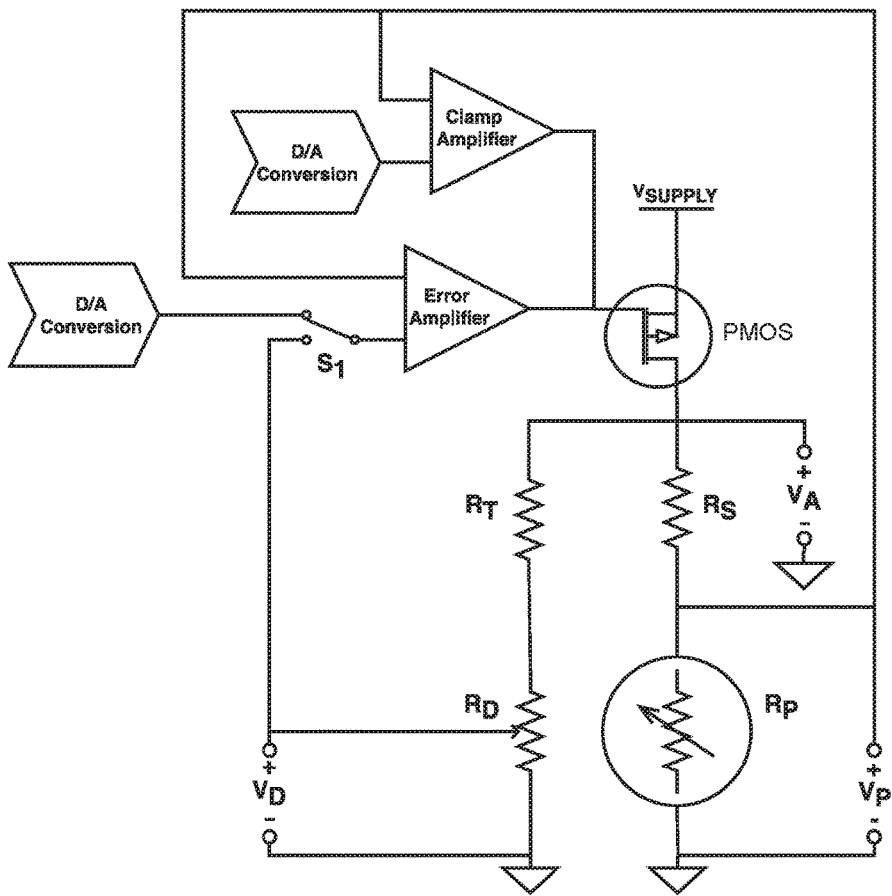 Clamp
Amplifier
D/A
Conversion
VSUPPLY
D/A
Conversion
Error
Amplifier
S1
PMOS
RT
RS
+
VA
-
RD
RP
+
VD
-
+
VP
-